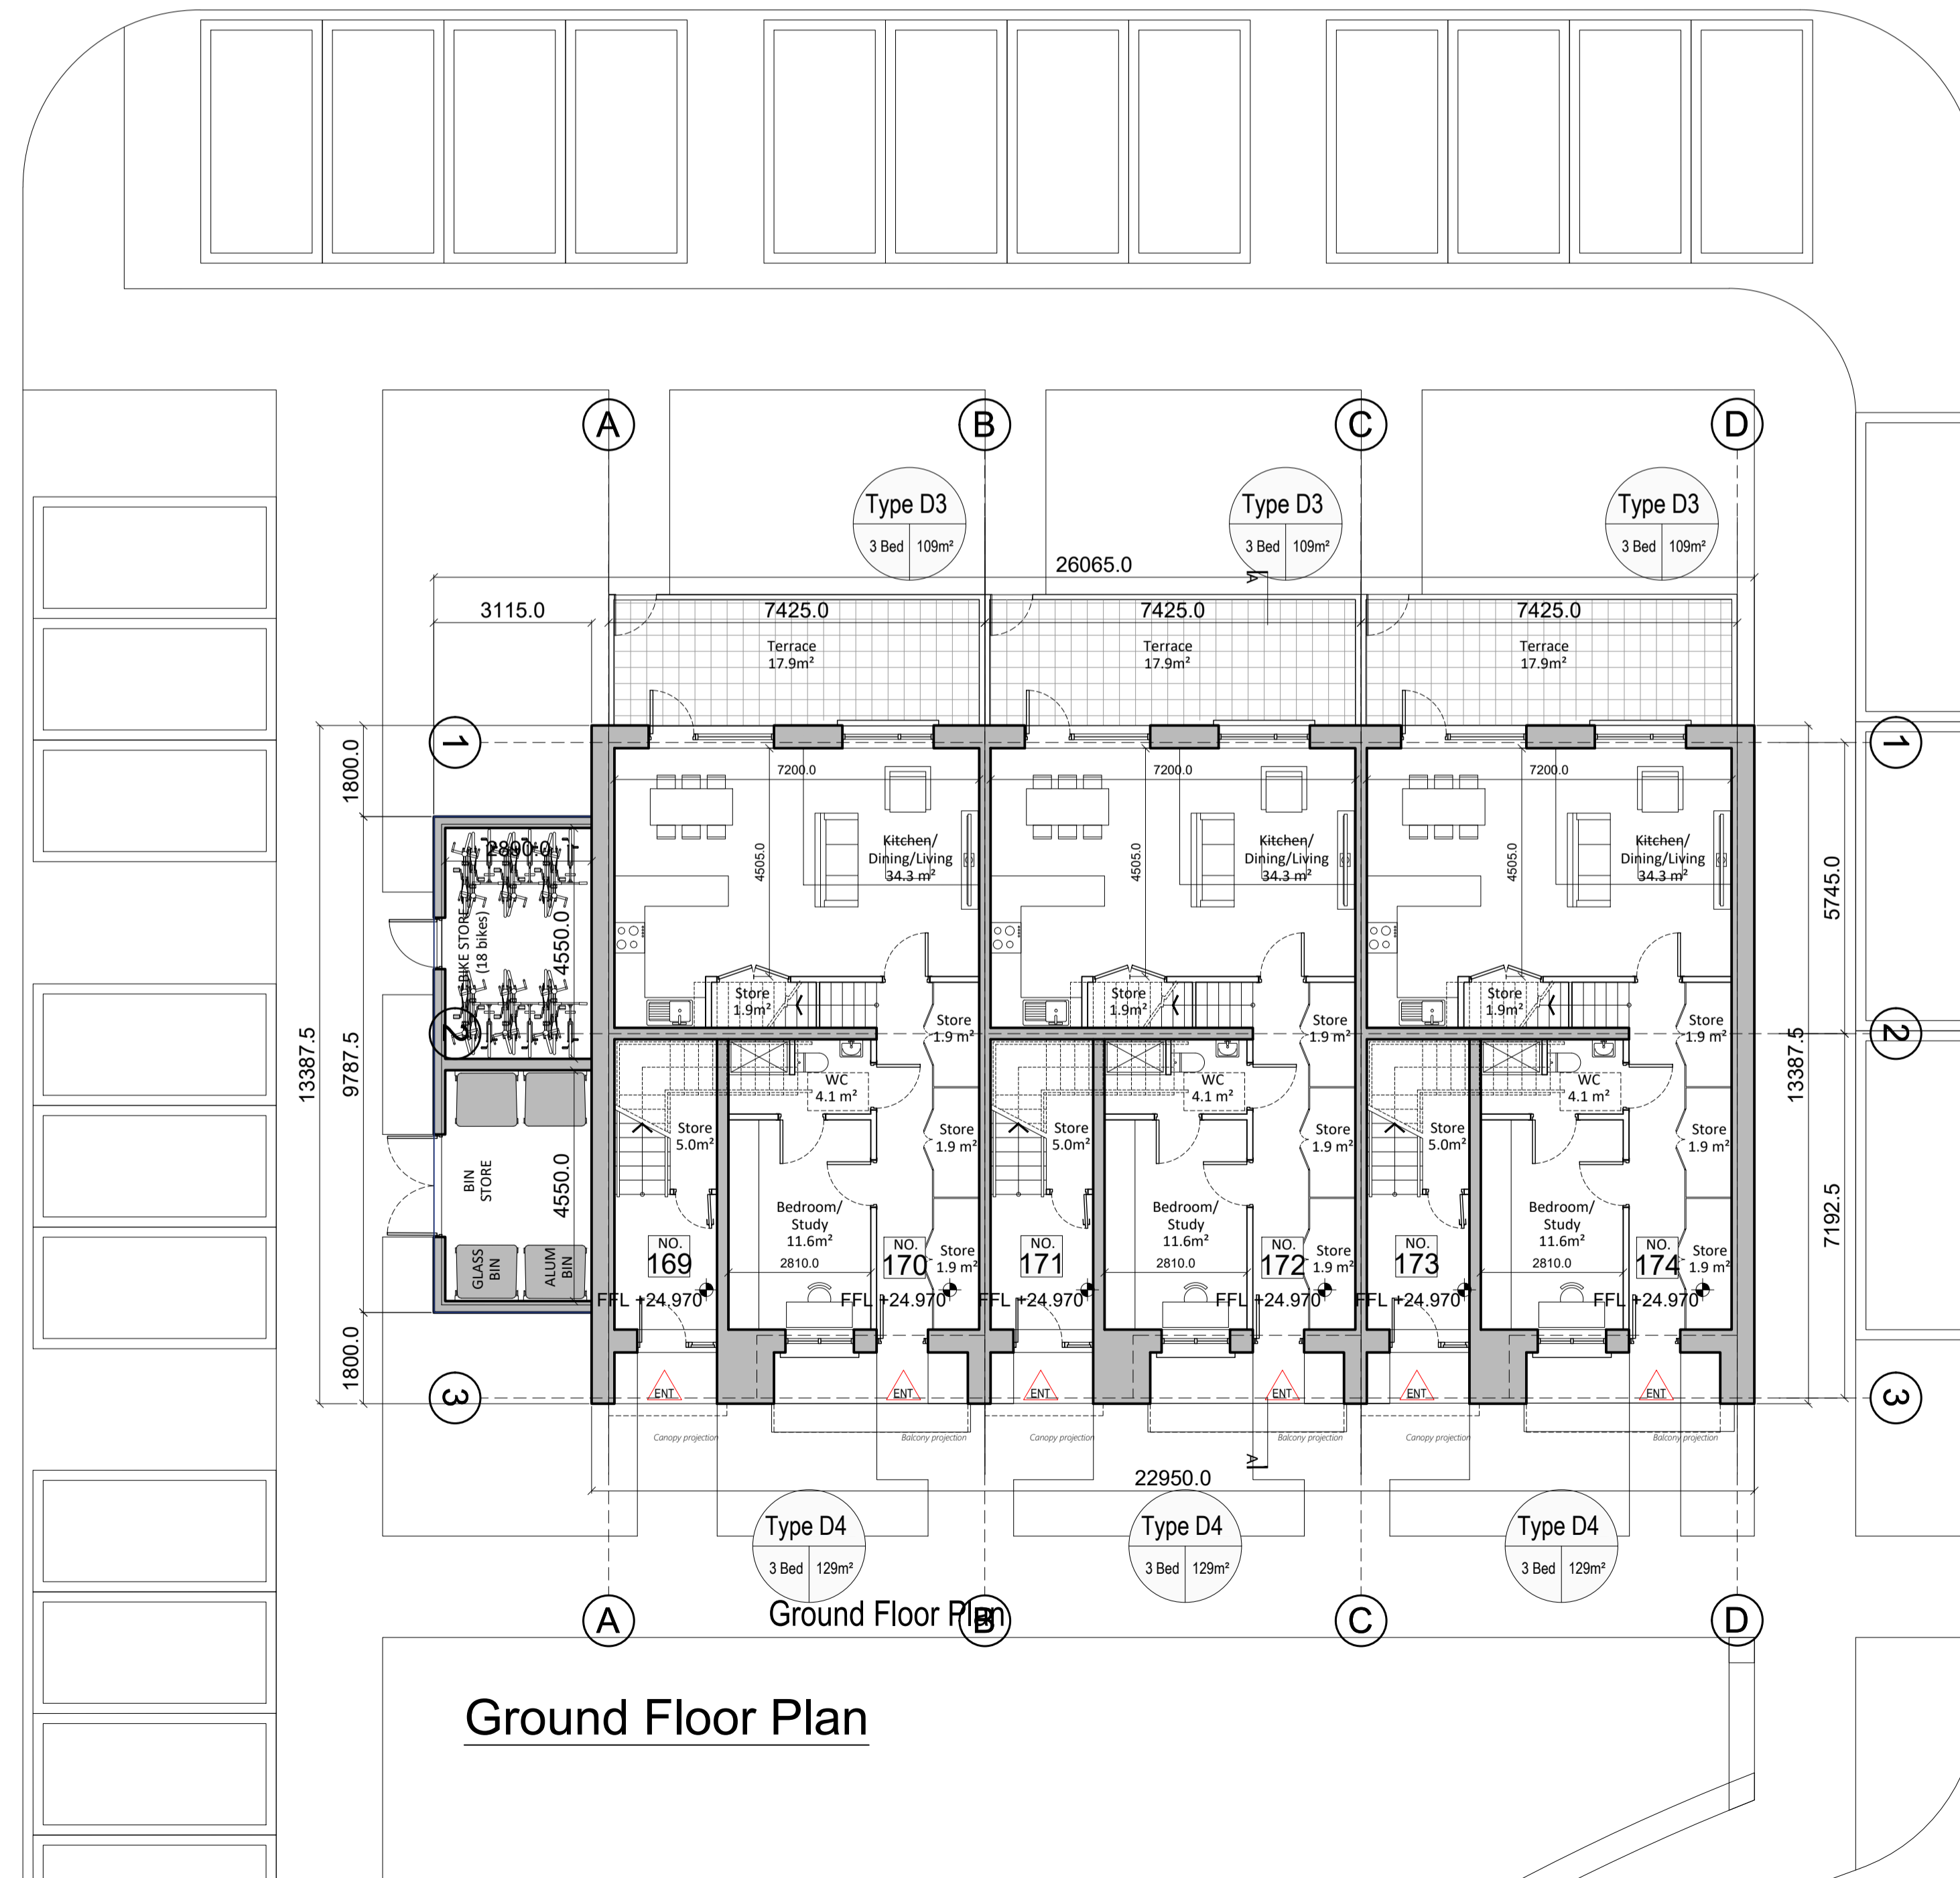 A
B
C
D
Type D3
3 Bed 109m²
Type D3
3 Bed 109m²
Type D3
3 Bed 109m²
26065.0
A
3115.0
7425.0
7425.0
7425.0
Terrace
17.9m²
Terrace
17.9m²
Terrace
17.9m²
1
1
1800.0
7200.0
7200.0
7200.0
Kitchen/
Dining/Living
34.3 m²
Kitchen/
Dining/Living
34.3 m²
Kitchen/
Dining/Living
34.3 m²
4505.0
4505.0
4505.0
5745.0
2890.0
BIKE STORE
(18 bikes)
4550.0
Store
1.9m²
Store
1.9m²
Store
1.9m²
Store
1.9 m²
Store
1.9 m²
Store
1.9 m²
2
2
13387.5
9787.5
13387.5
WC
4.1 m²
WC
4.1 m²
WC
4.1 m²
Store
5.0m²
Store
1.9 m²
Store
5.0m²
Store
1.9 m²
Store
5.0m²
Store
1.9 m²
BIN
STORE
4550.0
7192.5
Bedroom/
Study
11.6m²
Bedroom/
Study
11.6m²
Bedroom/
Study
11.6m²
GLASS
BIN
ALUM
BIN
NO.
169
2810.0
NO.
170
Store
1.9 m²
NO.
171
2810.0
NO.
172
Store
1.9 m²
NO.
173
2810.0
NO.
174
Store
1.9 m²
FFL +24.970
FFL +24.970
FFL +24.970
FFL +24.970
FFL +24.970
FFL +24.970
1800.0
3
3
ENT
ENT
ENT
ENT
ENT
ENT
Canopy projection
Balcony projection
Canopy projection
Balcony projection
Canopy projection
Balcony projection
A
22950.0
Type D4
3 Bed 129m²
Type D4
3 Bed 129m²
Type D4
3 Bed 129m²
Ground Floor Plan
A
B
C
D
Ground Floor Plan